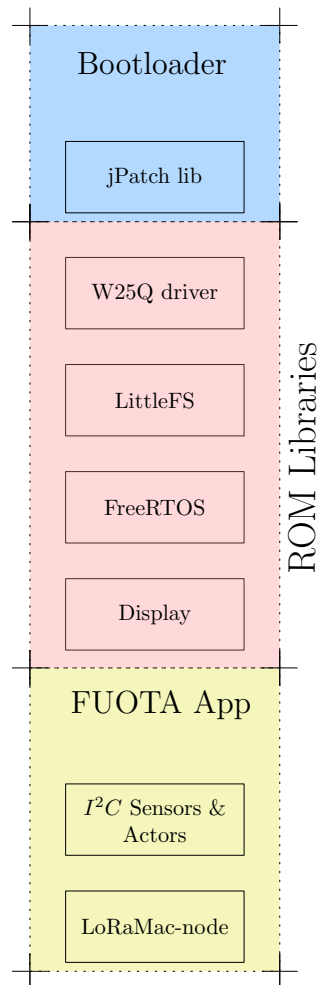 Bootloader
jPatch lib
W25Q driver
LittleFS
FreeRTOS
Display
ROM Libraries
FUOTA App
I²C Sensors &
Actors
LoRaMac-node